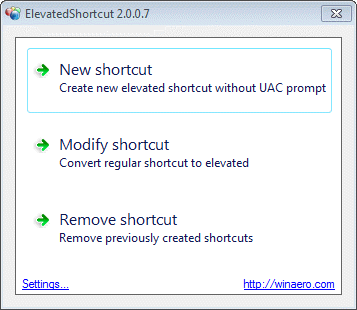 ElevatedShortcut 2.0.0.7
New shortcut
Create new elevated shortcut without UAC prompt
Modify shortcut
Convert regular shortcut to elevated
Remove shortcut
Remove previously created shortcuts
Settings... http://winaero.com